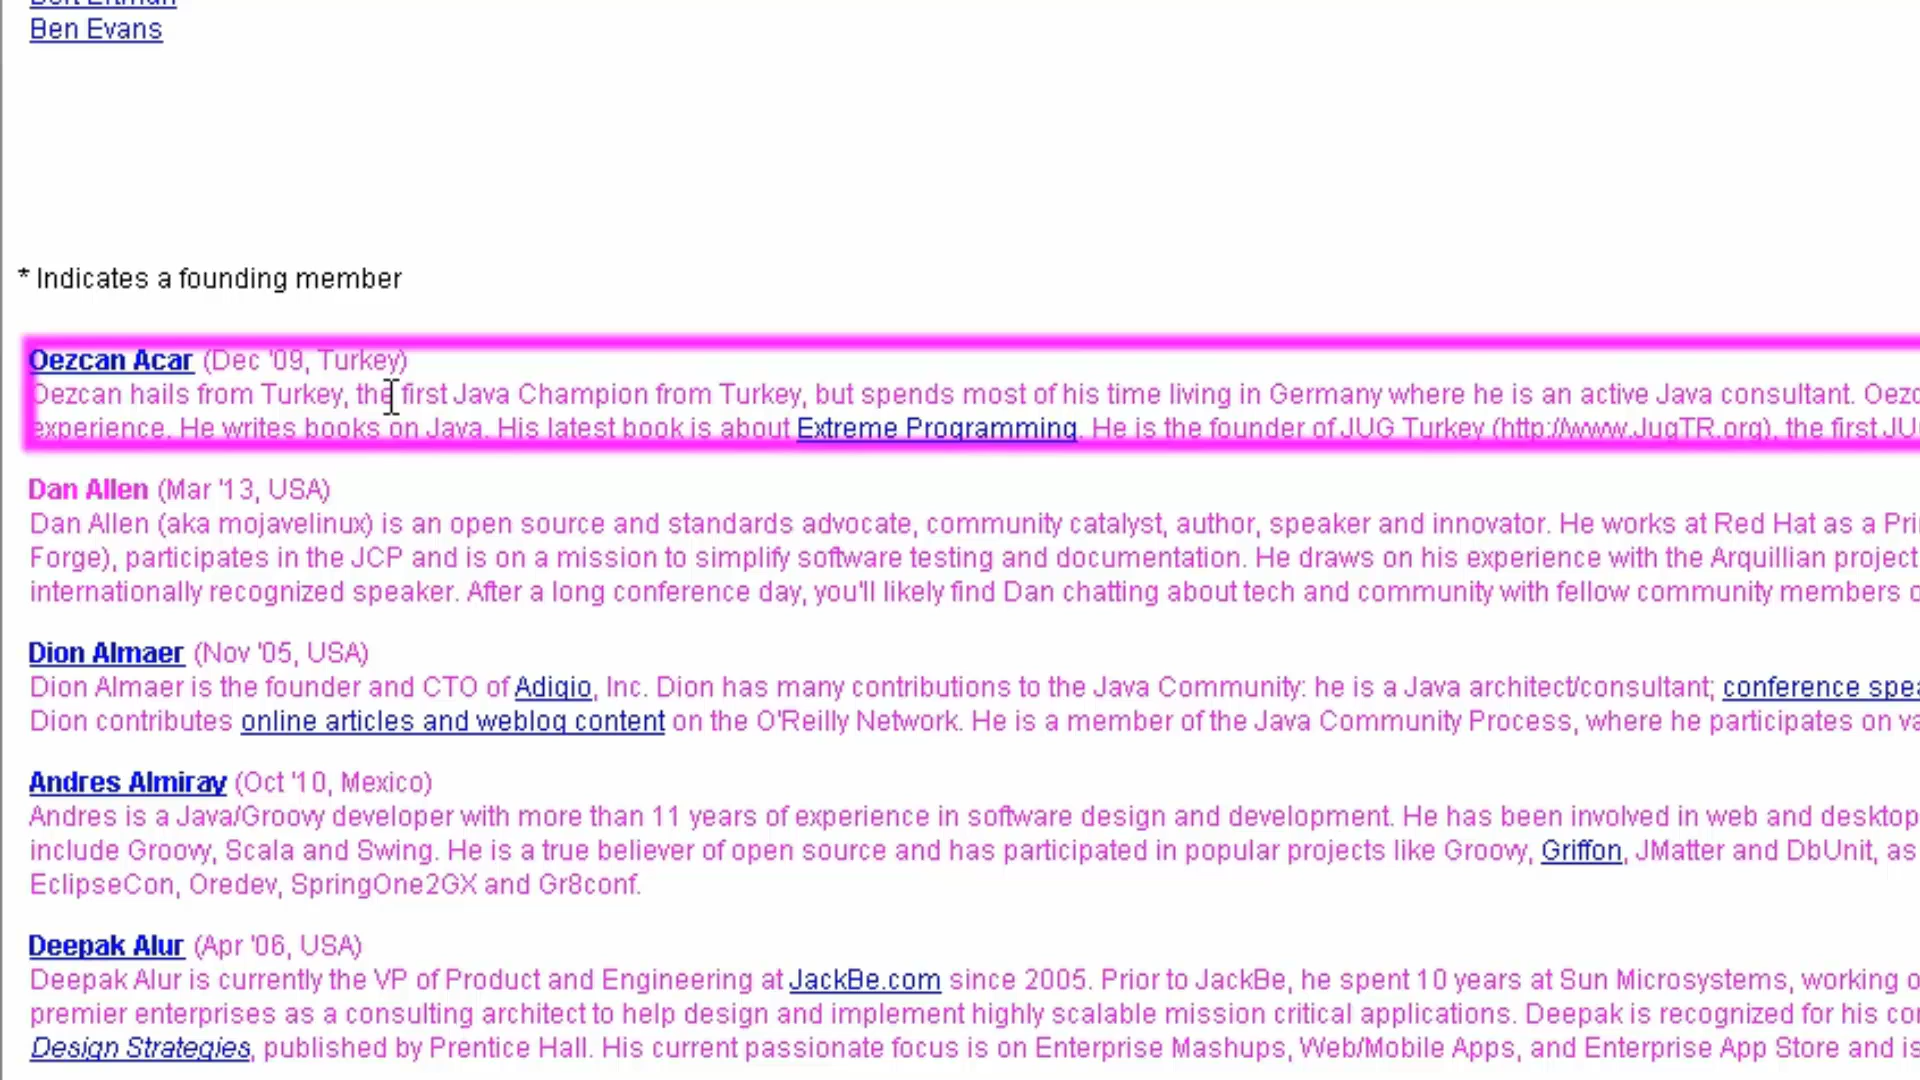 Bert Ertman
Ben Evans
* Indicates a founding member
Oezcan Acar (Dec '09, Turkey)
Oezcan hails from Turkey, the first Java Champion from Turkey, but spends most of his time living in Germany where he is an active Java consultant.
experience. He writes books on Java. His latest book is about Extreme Programming. He is the founder of JUG Turkey (http://www.JugTR.org), the first
Dan Allen (Mar '13, USA)
Dan Allen (aka mojavelinux) is an open source and standards advocate, community catalyst, author, speaker and innovator. He works at Red Hat as a
Forge), participates in the JCP and is on a mission to simplify software testing and documentation. He draws on his experience with the Arquillian project
internationally recognized speaker. After a long conference day, you'll likely find Dan chatting about tech and community with fellow community members
Dion Almaer (Nov '05, USA)
Dion Almaer is the founder and CTO of Adigio, Inc. Dion has many contributions to the Java Community: he is a Java architect/consultant; conference
Dion contributes online articles and weblog content on the O'Reilly Network. He is a member of the Java Community Process, where he participates on
Andres Almiray (Oct '10, Mexico)
Andres is a Java/Groovy developer with more than 11 years of experience in software design and development. He has been involved in web and desktop
include Groovy, Scala and Swing. He is a true believer of open source and has participated in popular projects like Groovy, Griffon, JMatter and DbUnit, as
EclipseCon, Oredev, SpringOne2GX and Gr8conf.
Deepak Alur (Apr '06, USA)
Deepak Alur is currently the VP of Product and Engineering at JackBe.com since 2005. Prior to JackBe, he spent 10 years at Sun Microsystems, working
premier enterprises as a consulting architect to help design and implement highly scalable mission critical applications. Deepak is recognized for his
Design Strategies, published by Prentice Hall. His current passionate focus is on Enterprise Mashups, Web/Mobile Apps, and Enterprise App Store and is